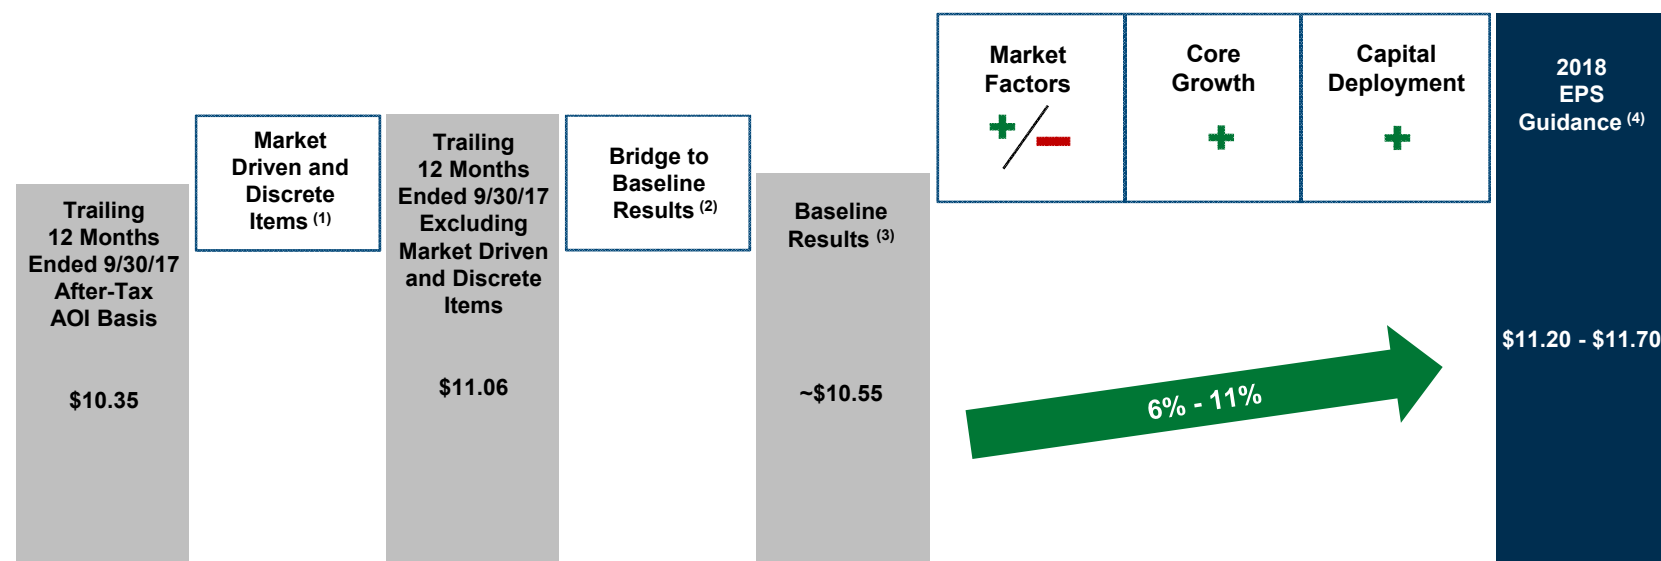 Trailing
12 Months
Ended 9/30/17
After-Tax
AOI Basis
$10.35
Market
Driven and
Discrete
Items (1)
Trailing
12 Months
Ended 9/30/17
Excluding
Market Driven
and Discrete
Items
$11.06
Bridge to
Baseline
Results (2)
Baseline
Results (3)
~$10.55
Market
Factors
+/-
Core
Growth
+
Capital
Deployment
+
6% - 11%
2018
EPS
Guidance (4)
$11.20 - $11.70